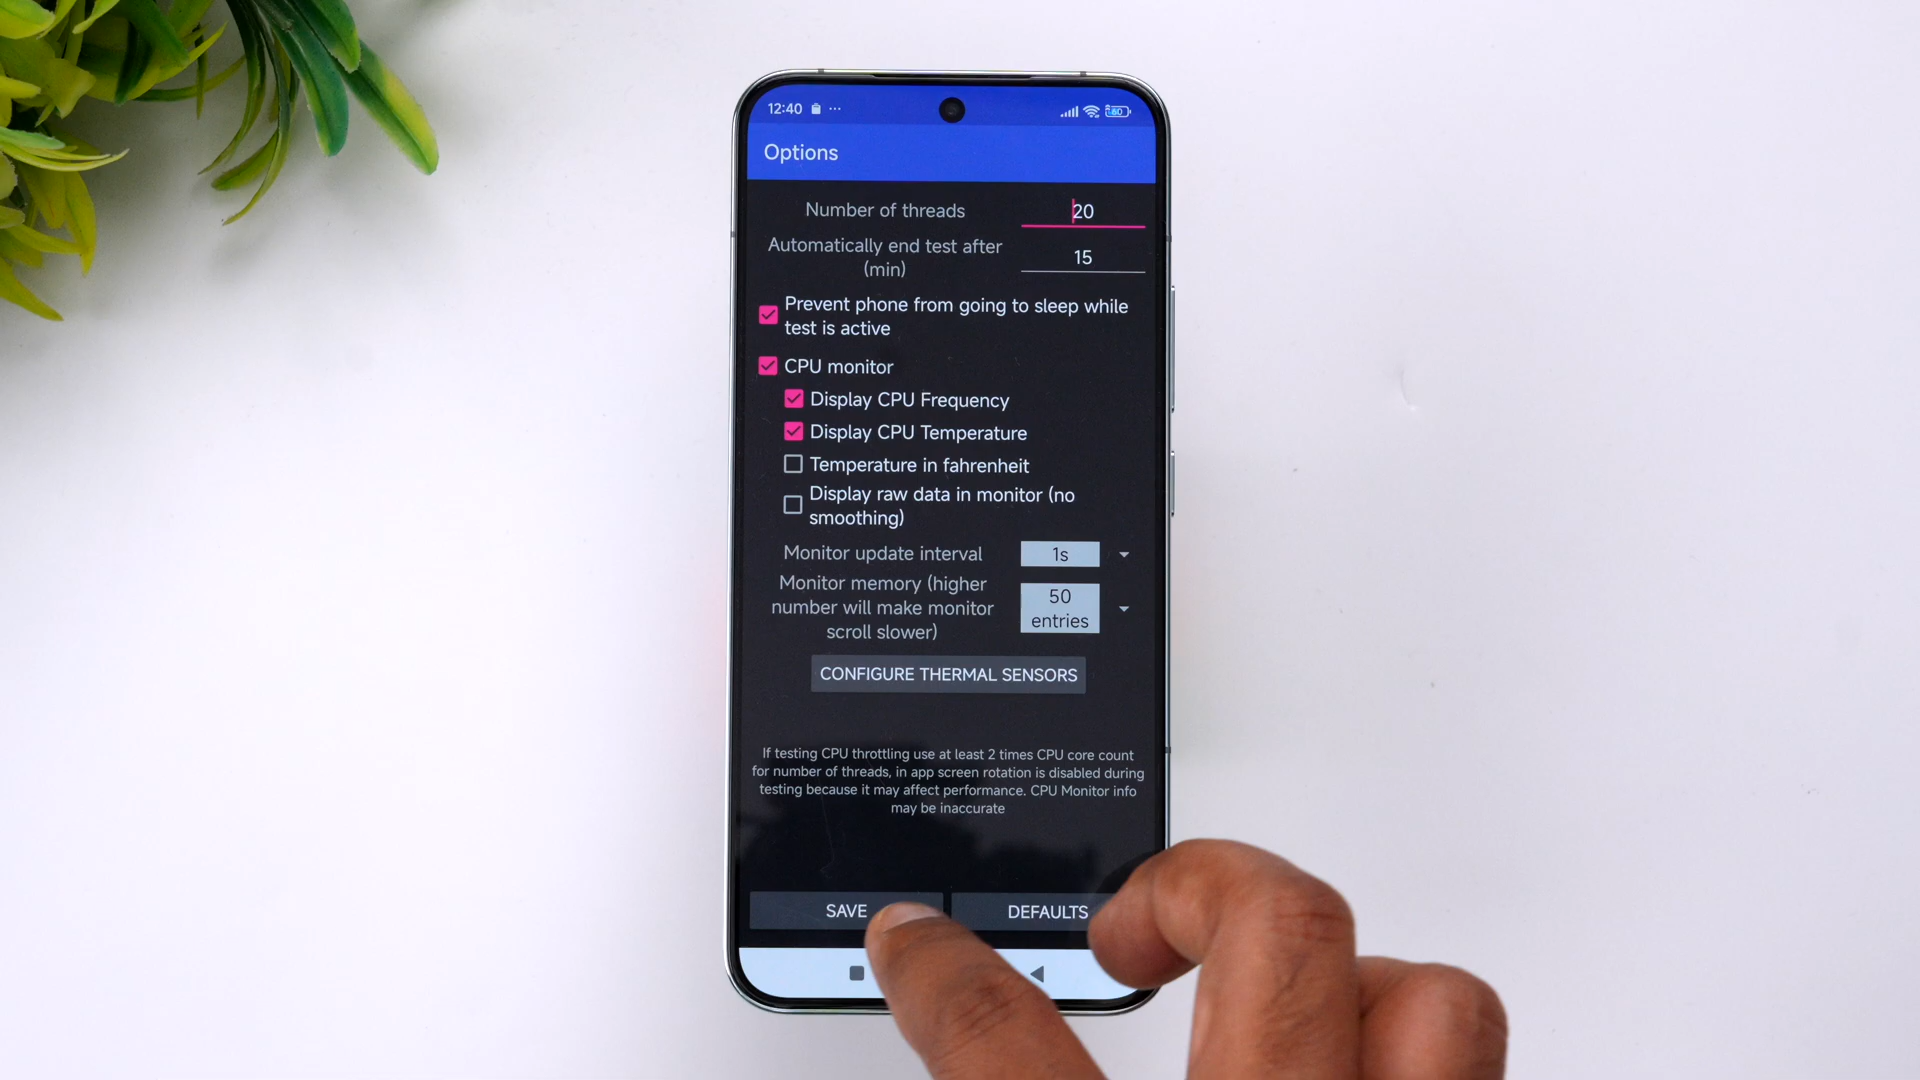 12:40 ...
60
Options
Number of threads
20
Automatically end test after
(min)
15
Prevent phone from going to sleep while
test is active
CPU monitor
Display CPU Frequency
Display CPU Temperature
Temperature in fahrenheit
Display raw data in monitor (no
smoothing)
Monitor update interval
1s
Monitor memory (higher
number will make monitor
scroll slower)
50
entries
CONFIGURE THERMAL SENSORS
If testing CPU throttling use at least 2 times CPU core count
for number of threads, in app screen rotation is disabled during
testing because it may affect performance. CPU Monitor info
may be inaccurate
SAVE
DEFAULTS